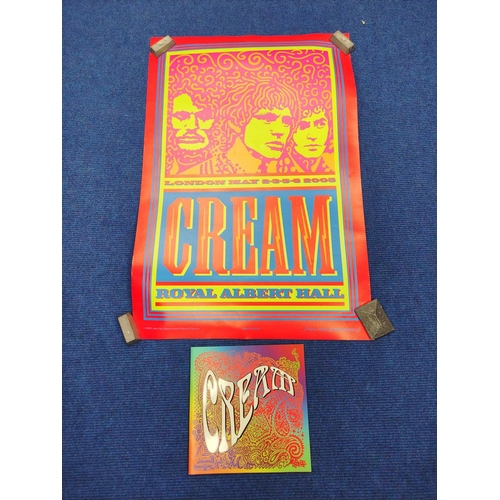 LONDON MAY 2-3-5-6 2005
CREAM
ROYAL ALBERT HALL
CREAM